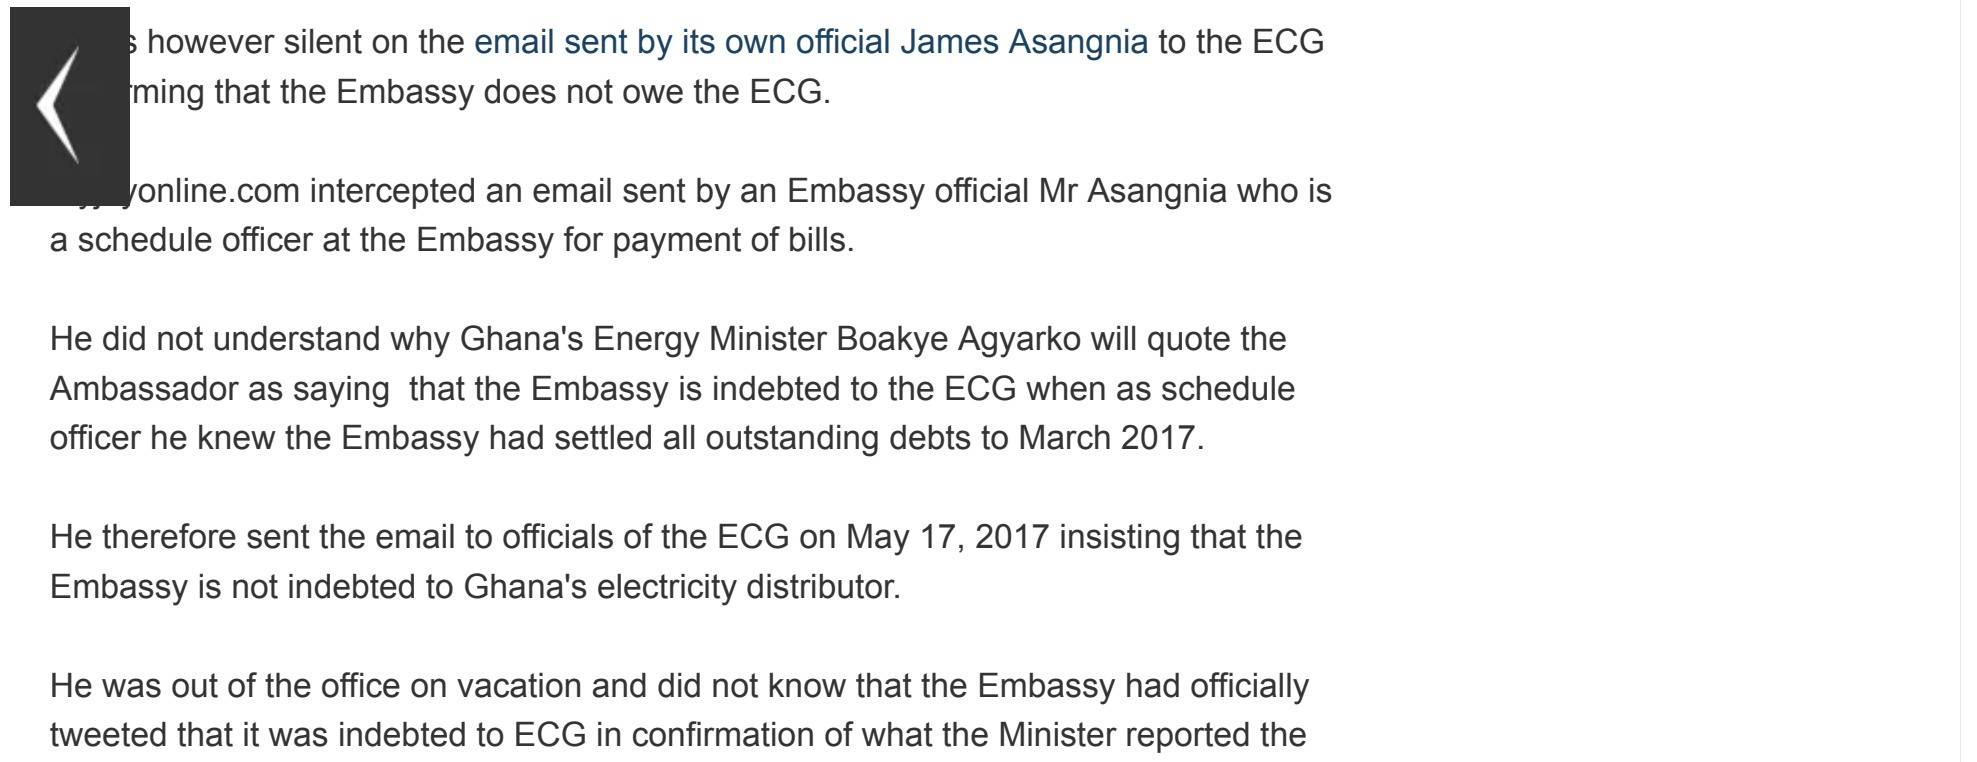 however silent on the email sent by its own official James Asangnia to the ECG
that the Embassy does not owe the ECG.
intercepted an email sent by an Embassy official Mr Asangnia who is
a schedule officer at the Embassy for payment of bills.
He did not understand why Ghana's Energy Minister Boakye Agyarko will quote the
Ambassador as saying  that the Embassy is indebted to the ECG when as schedule
officer he knew the Embassy had settled all outstanding debts to March 2017.
He therefore sent the email to officials of the ECG on May 17, 2017 insisting that the
Embassy is not indebted to Ghana's electricity distributor.
He was out of the office on vacation and did not know that the Embassy had officially
tweeted that it was indebted to ECG in confirmation of what the Minister reported the